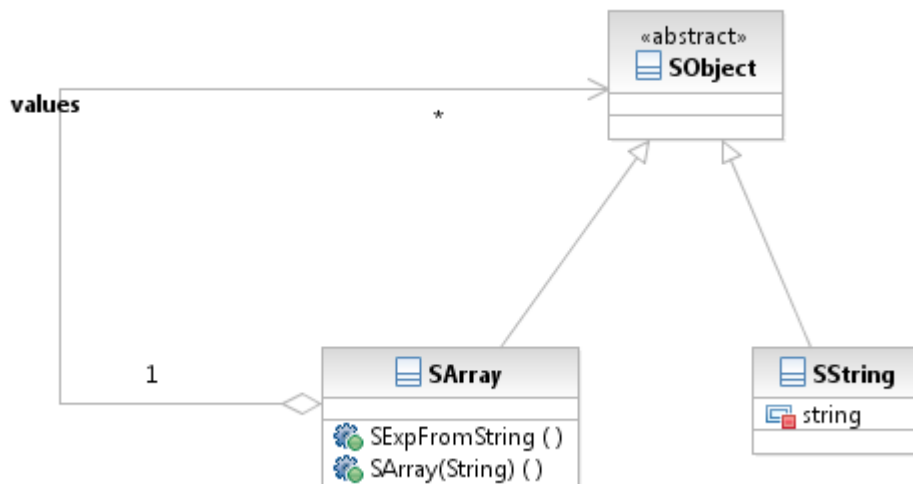 «abstract»
SObject
values
*
1
SArray
SExpFromString ( )
SArray(String) ( )
SString
string